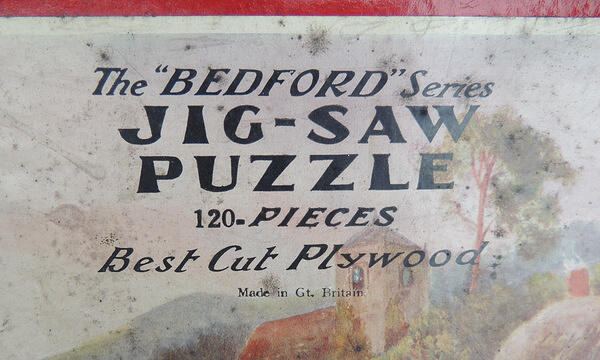 The "BEDFORD" Series
JIG-SAW
PUZZLE
120-PIECES
Best Cut Plywood
Made in Gt. Britain